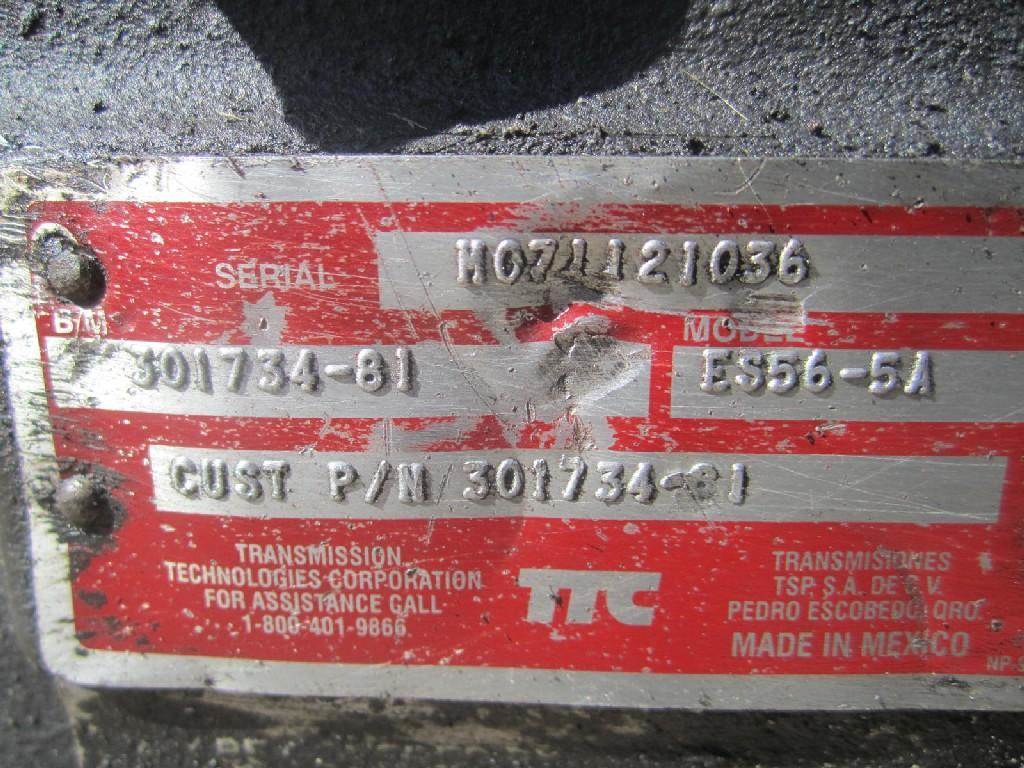 SERIAL MC71121036
B/M MODEL
301734-81 ES56-5A
CUST P/N 301734-81
TRANSMISSION
TECHNOLOGIES CORPORATION
FOR ASSISTANCE CALL
1-800-401-9866
TTC
TRANSMISIONES
TSP, S.A. DE C.V.
PEDRO ESCOBEDO, QRO.
MADE IN MEXICO